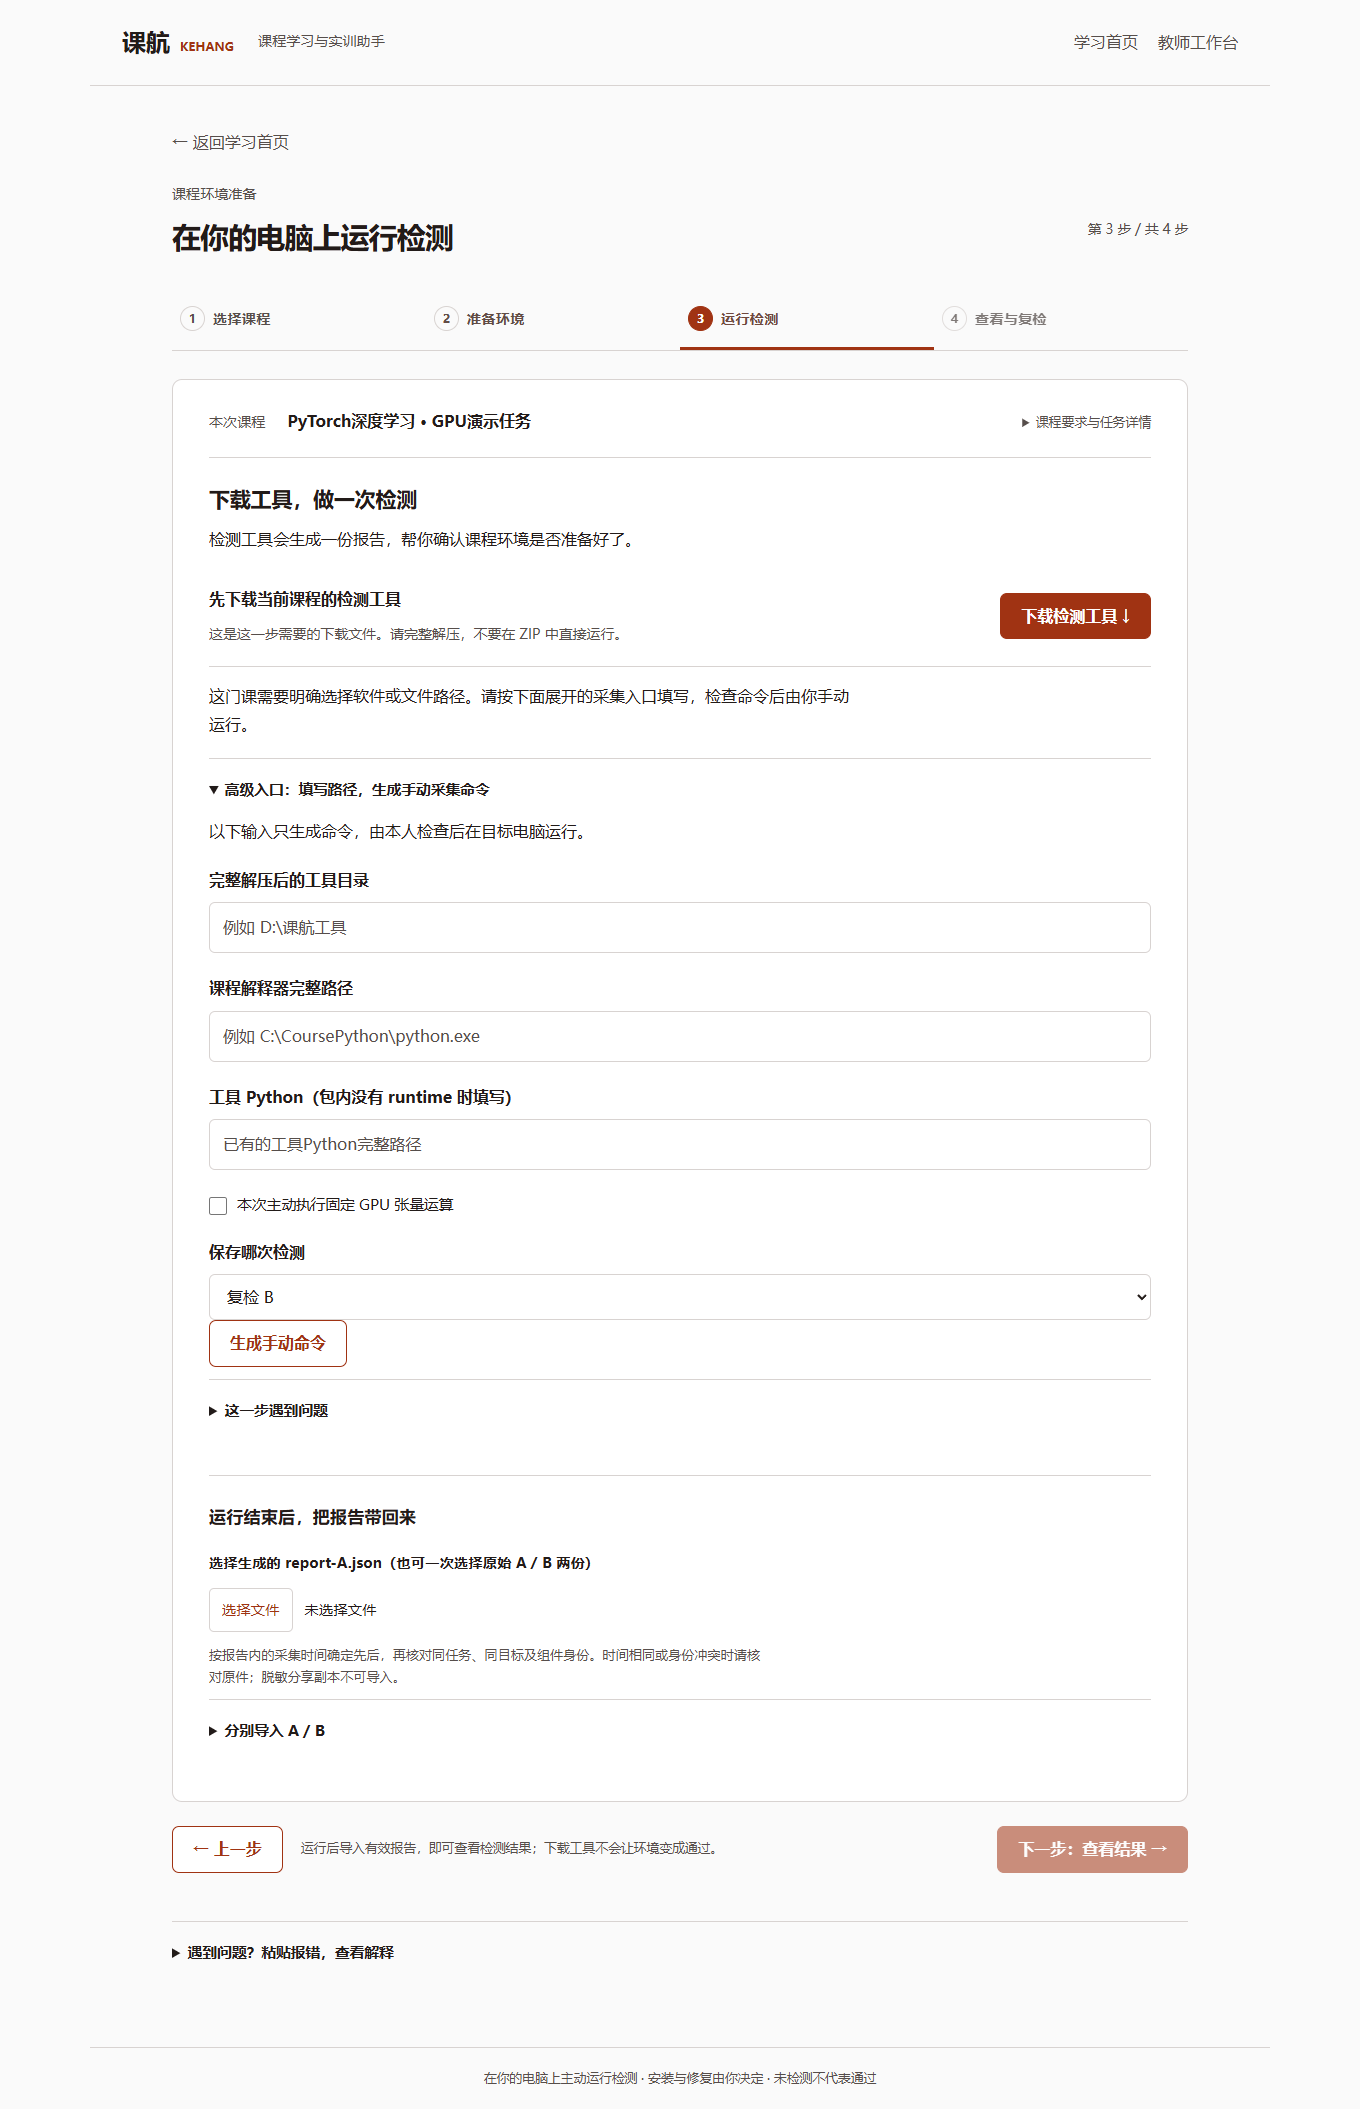 课航 KEHANG 课程学习与实训助手 学习首页 教师工作台
← 返回学习首页
课程环境准备
在你的电脑上运行检测
第 3 步 / 共 4 步
1 选择课程 2 准备环境 3 运行检测 4 查看与复检
本次课程 PyTorch深度学习 • GPU演示任务 ▶ 课程要求与任务详情
下载工具，做一次检测
检测工具会生成一份报告，帮你确认课程环境是否准备好了。
先下载当前课程的检测工具
这是这一步需要的下载文件。请完整解压，不要在 ZIP 中直接运行。
下载检测工具 ↓
这门课需要明确选择软件或文件路径。请按下面展开的采集入口填写，检查命令后由你手动
运行。
▼ 高级入口：填写路径，生成手动采集命令
以下输入只生成命令，由本人检查后在目标电脑运行。
完整解压后的工具目录
例如 D:\课航工具
课程解释器完整路径
例如 C:\CoursePython\python.exe
工具 Python（包内没有 runtime 时填写）
已有的工具Python完整路径
本次主动执行固定 GPU 张量运算
保存哪次检测
复检 B
生成手动命令
▶ 这一步遇到问题
运行结束后，把报告带回来
选择生成的 report-A.json（也可一次选择原始 A / B 两份）
选择文件 未选择文件
按报告内的采集时间确定先后，再核对同任务、同目标及组件身份。时间相同或身份冲突时请核
对原件；脱敏分享副本不可导入。
▶ 分别导入 A / B
← 上一步 运行后导入有效报告，即可查看检测结果；下载工具不会让环境变成通过。 下一步：查看结果 →
▶ 遇到问题？粘贴报错，查看解释
在你的电脑上主动运行检测 · 安装与修复由你决定 · 未检测不代表通过